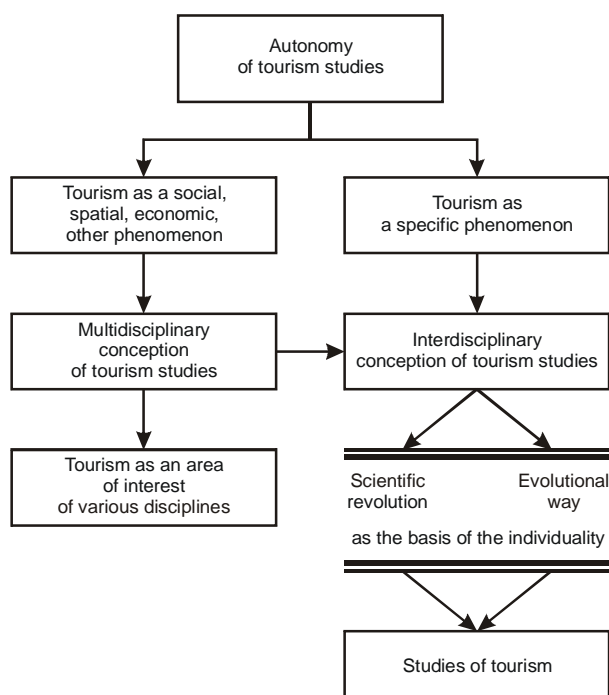 Autonomy
of tourism studies
Tourism as a social,
spatial, economic,
other phenomenon
Tourism as
a specific phenomenon
Multidisciplinary
conception
of tourism studies
Interdisciplinary
conception of tourism studies
Tourism as an area
of interest
of various disciplines
Scientific
revolution
Evolutional
way
as the basis of the individuality
Studies of tourism